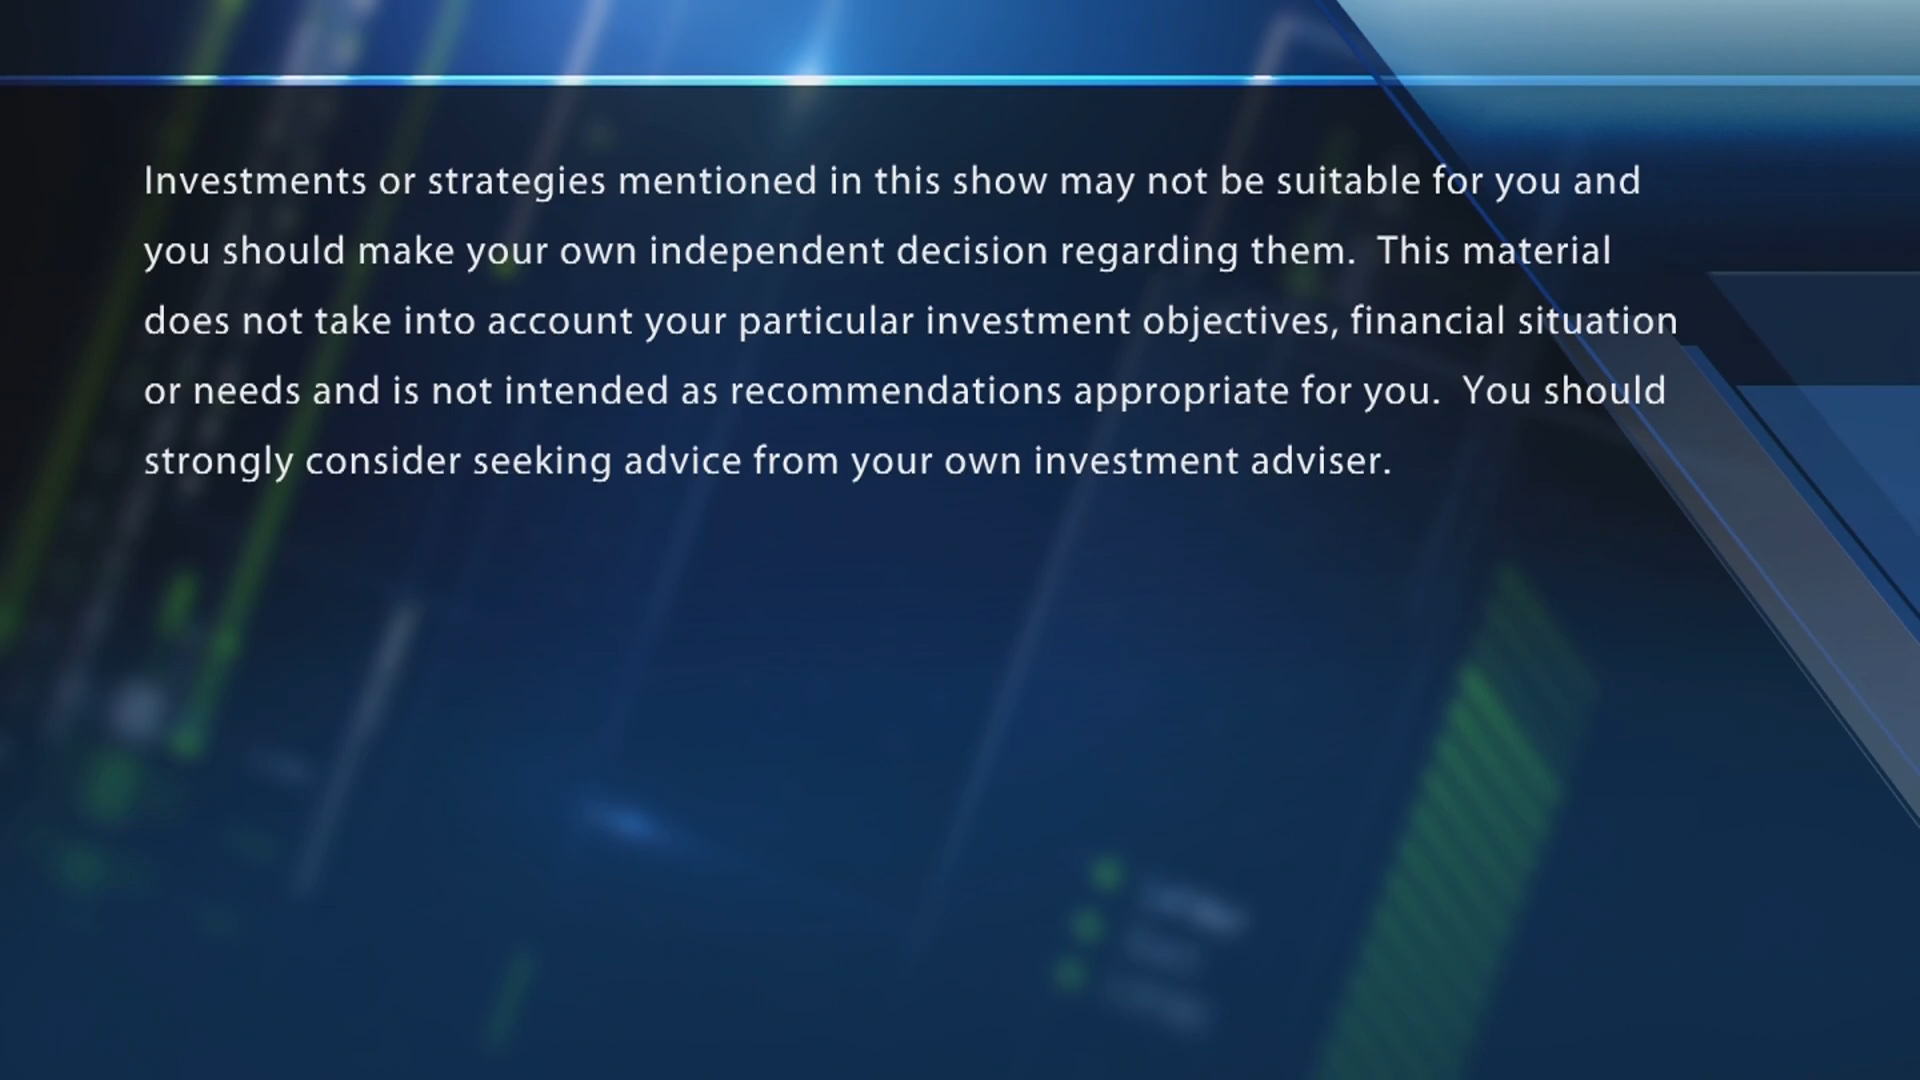 Investments or strategies mentioned in this show may not be suitable for you and
you should make your own independent decision regarding them.  This material
does not take into account your particular investment objectives, financial situation
or needs and is not intended as recommendations appropriate for you.  You should
strongly consider seeking advice from your own investment adviser.